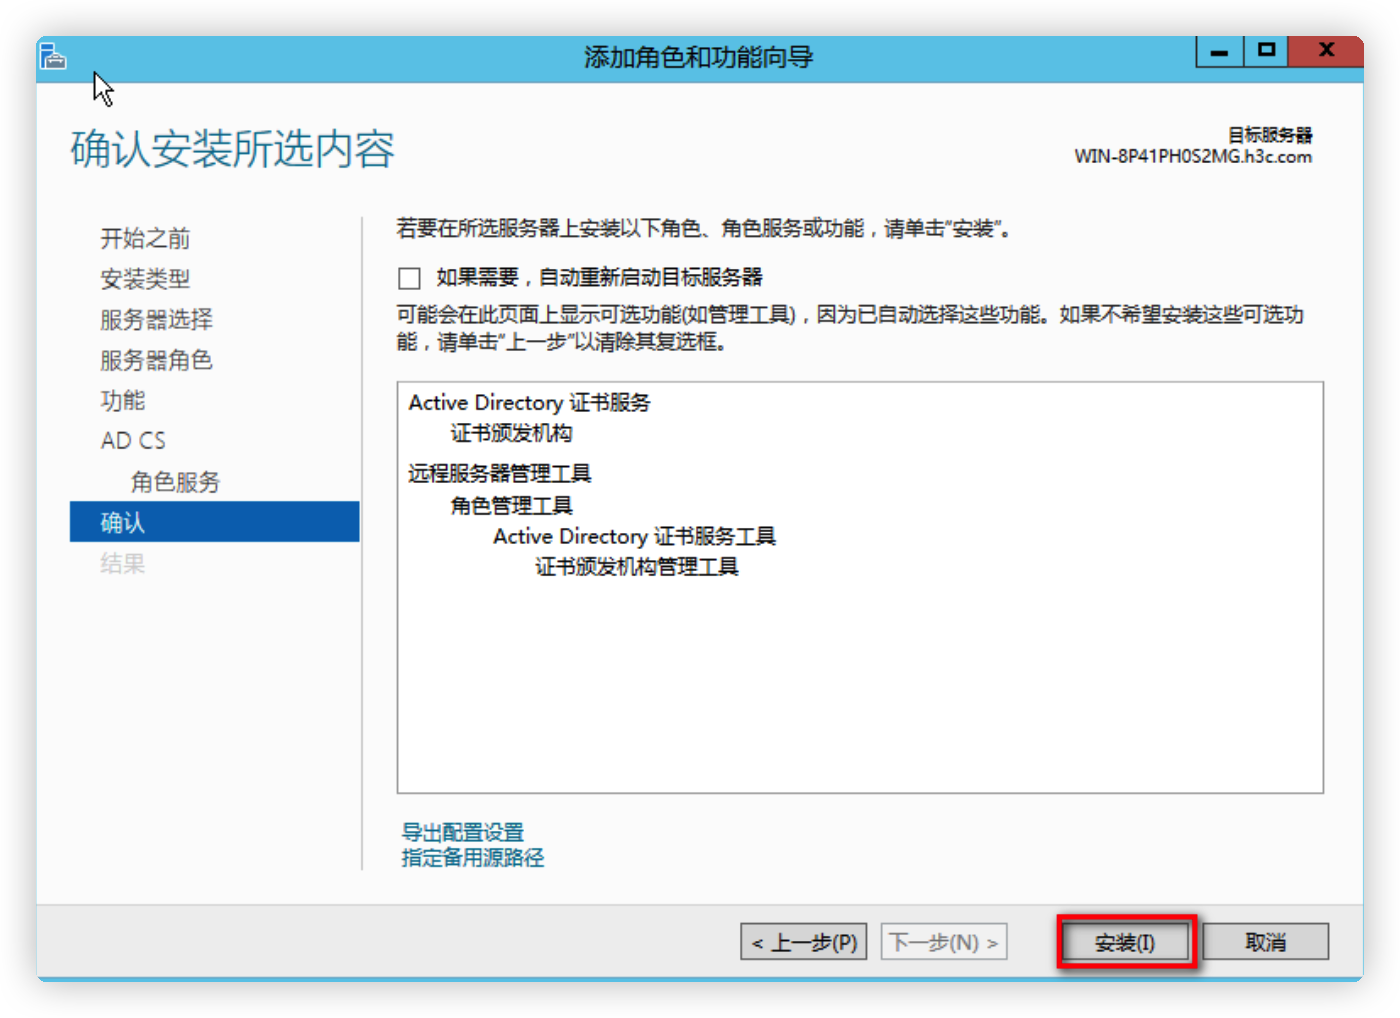 添加角色和功能向导
确认安装所选内容
目标服务器
WIN-8P41PH0S2MG.h3c.com
开始之前
安装类型
服务器选择
服务器角色
功能
AD CS
角色服务
确认
结果
若要在所选服务器上安装以下角色、角色服务或功能，请单击"安装"。
如果需要，自动重新启动目标服务器
可能会在此页面上显示可选功能(如管理工具)，因为已自动选择这些功能。如果不希望安装这些可选功
能，请单击"上一步"以清除其复选框。
Active Directory 证书服务
证书颁发机构
远程服务器管理工具
角色管理工具
Active Directory 证书服务工具
证书颁发机构管理工具
导出配置设置
指定备用源路径
< 上一步(P)
下一步(N) >
安装(I)
取消